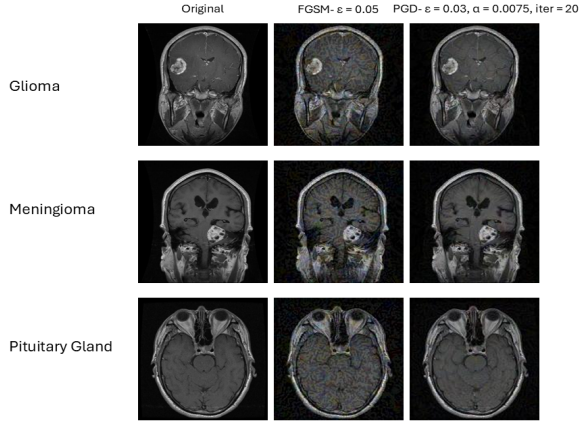 Original FGSM- ε = 0.05 PGD- ε = 0.03, α = 0.0075, iter = 20
Glioma
Meningioma
Pituitary Gland